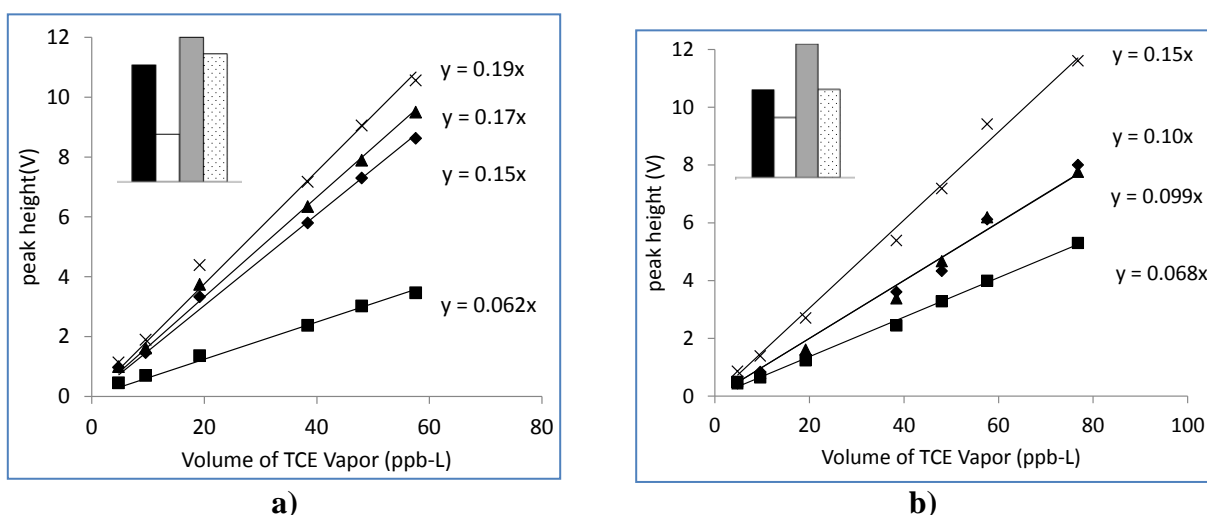 12
10
8
6
4
2
0
peak height(V)
0 20 40 60 80
Volume of TCE Vapor (ppb-L)
y = 0.19x
y = 0.17x
y = 0.15x
y = 0.062x
a)
12
10
8
6
4
2
0
peak height (V)
0 20 40 60 80 100
Volume of TCE Vapor (ppb-L)
y = 0.15x
y = 0.10x
y = 0.099x
y = 0.068x
b)